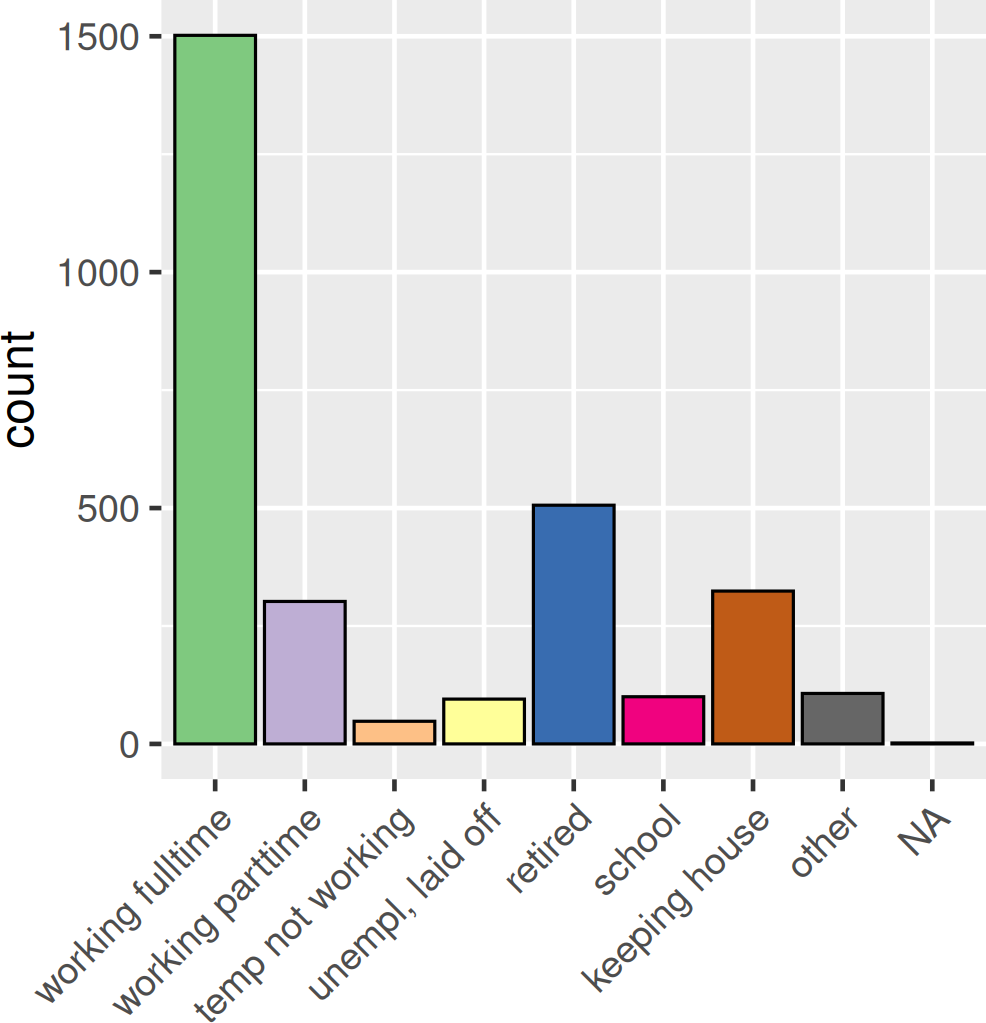 1500
1000
500
0
count
working fulltime
working parttime
temp not working
unempl, laid off
retired
school
keeping house
other
NA